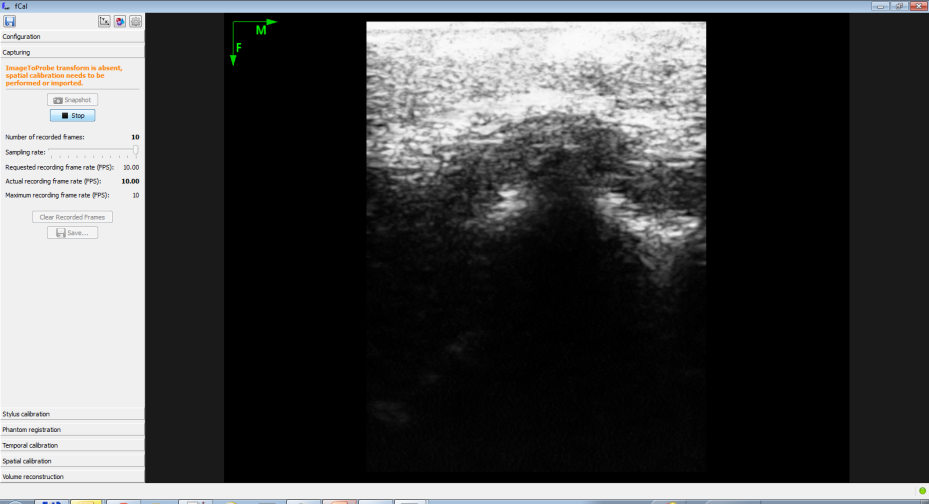 fCal
Configuration
Capturing
ImageToProbe transform is absent,
spatial calibration needs to be
performed or imported.
Snapshot
Stop
Number of recorded frames: 10
Sampling rate:
Requested recording frame rate (FPS): 10.00
Actual recording frame rate (FPS): 10.00
Maximum recording frame rate (FPS): 10
Clear Recorded Frames
Save...
Stylus calibration
Phantom registration
Temporal calibration
Spatial calibration
Volume reconstruction
M
F